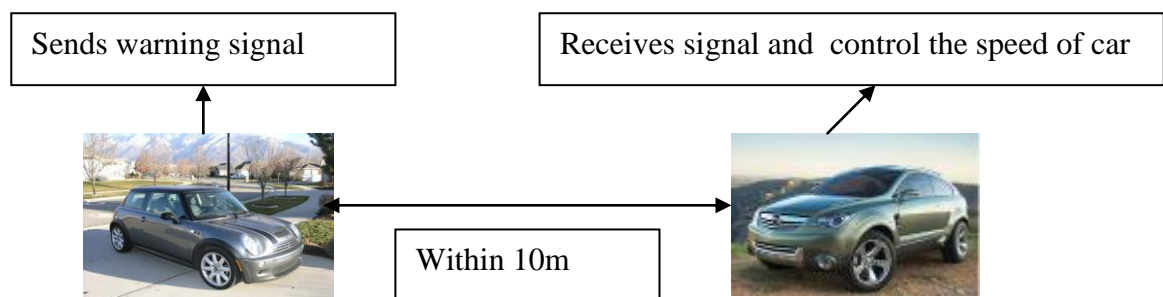 Sends warning signal
Receives signal and  control the speed of car
Within 10m